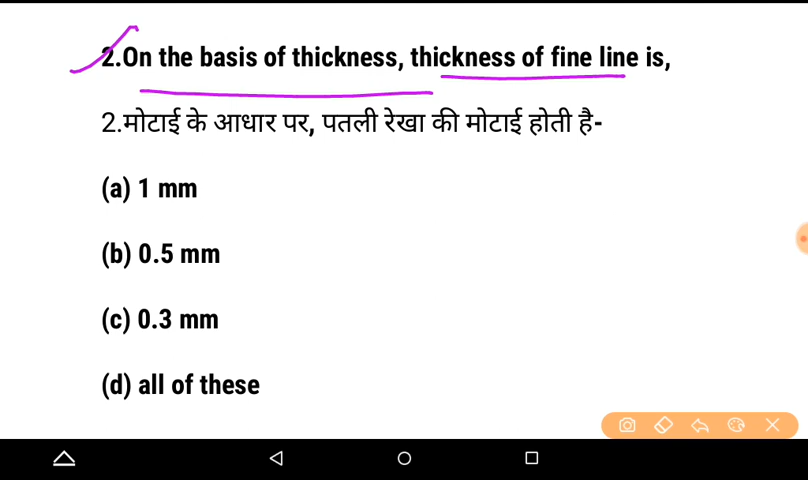 2.On the basis of thickness, thickness of fine line is,
2.मोटाई के आधार पर, पतली रेखा की मोटाई होती है-
(a) 1 mm
(b) 0.5 mm
(c) 0.3 mm
(d) all of these